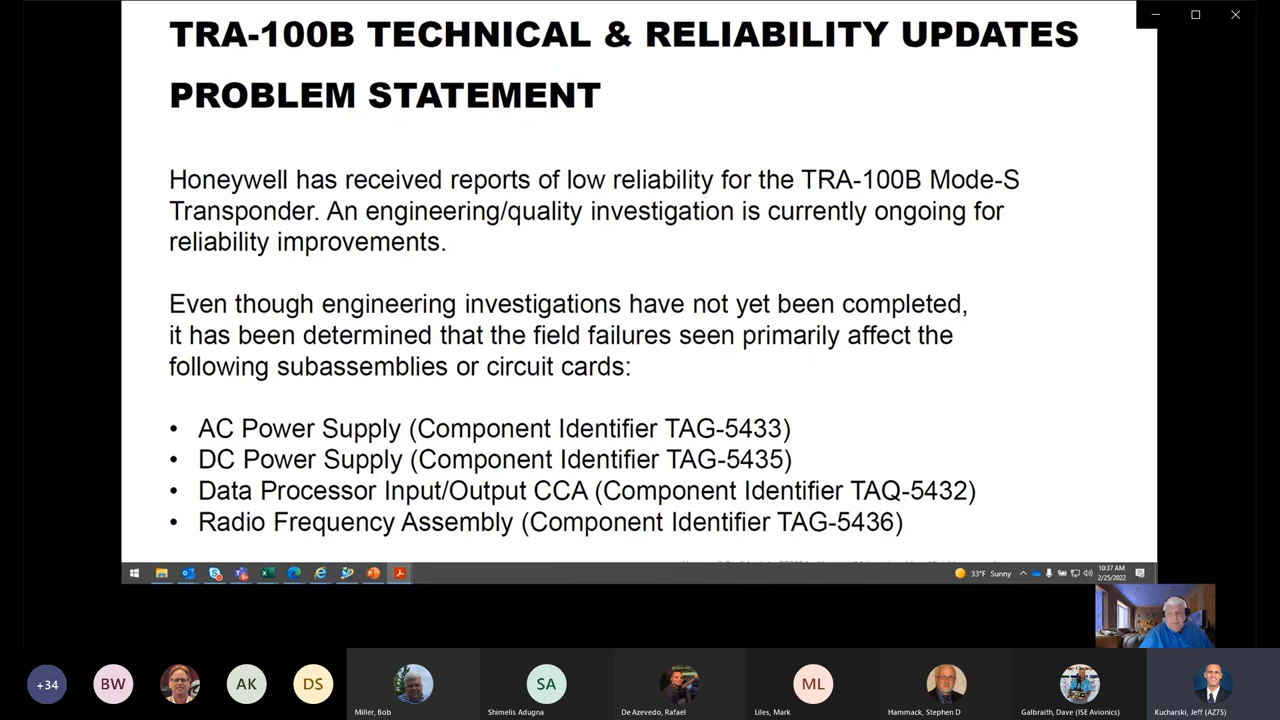 TRA-100B TECHNICAL & RELIABILITY UPDATES
PROBLEM STATEMENT
Honeywell has received reports of low reliability for the TRA-100B Mode-S
Transponder. An engineering/quality investigation is currently ongoing for
reliability improvements.
Even though engineering investigations have not yet been completed,
it has been determined that the field failures seen primarily affect the
following subassemblies or circuit cards:
• AC Power Supply (Component Identifier TAG-5433)
• DC Power Supply (Component Identifier TAG-5435)
• Data Processor Input/Output CCA (Component Identifier TAQ-5432)
• Radio Frequency Assembly (Component Identifier TAG-5436)
33°F Sunny
10:37 AM
2/25/2022
+34
BW
AK
DS
SA
ML
Miller, Bob
Shimelis Adugna
De Azevedo, Rafael
Liles, Mark
Hammack, Stephen D
Galbraith, Dave (ISE Avionics)
Kucharski, Jeff (AZ75)